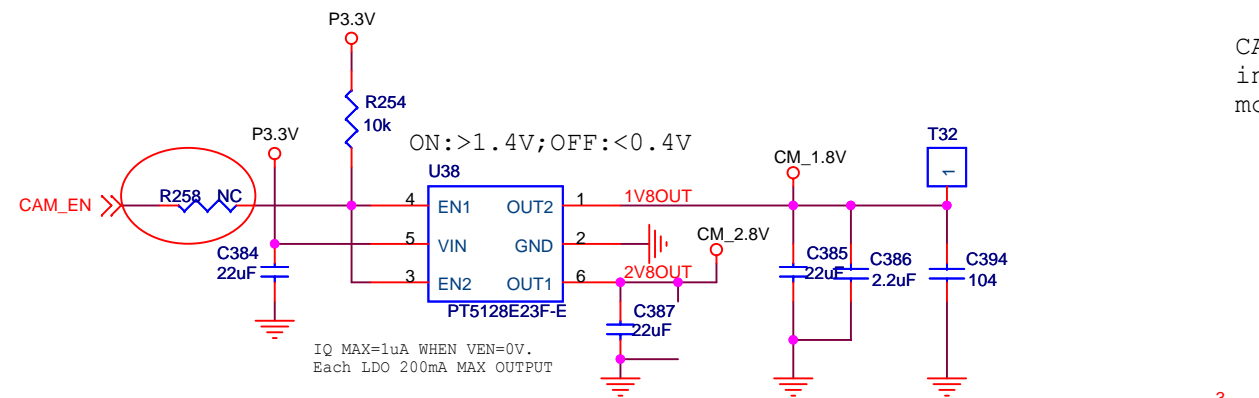 P3.3V
CA
in
mo
R254
10k
P3.3V
ON:>1.4V;OFF:<0.4V
T32
1
U38
CM_1.8V
CAM_EN
R258 NC
4 EN1 OUT2 1 1V8OUT
5 VIN GND 2
CM_2.8V
3 EN2 OUT1 6 2V8OUT
C384
22uF
C385
22uF
C386
2.2uF
C394
104
PT5128E23F-E
C387
22uF
IQ MAX=1uA WHEN VEN=0V.
Each LDO 200mA MAX OUTPUT